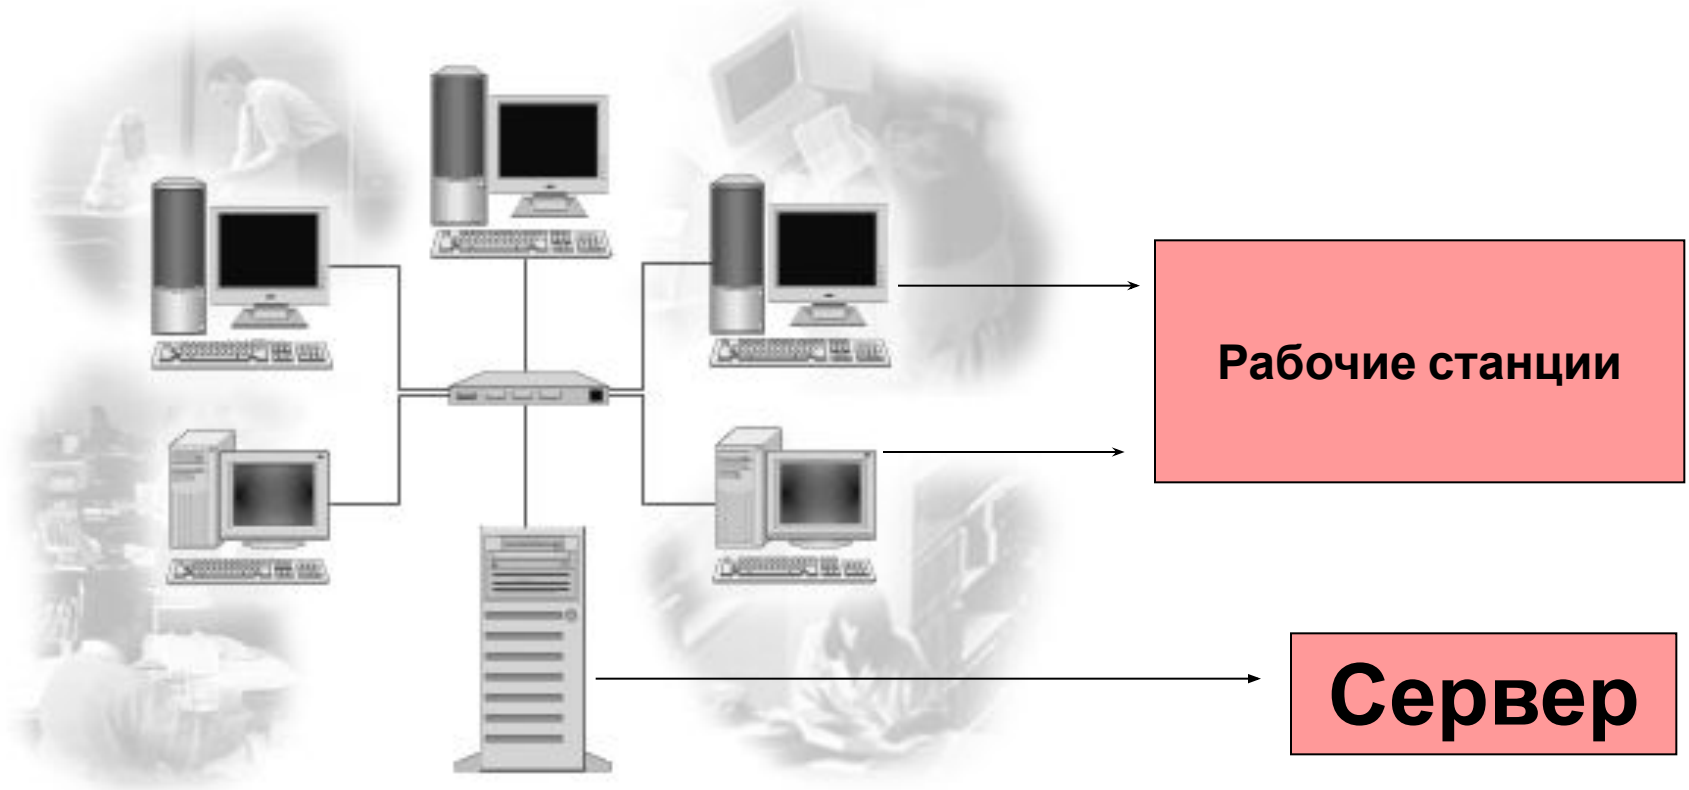 Рабочие станции
Сервер